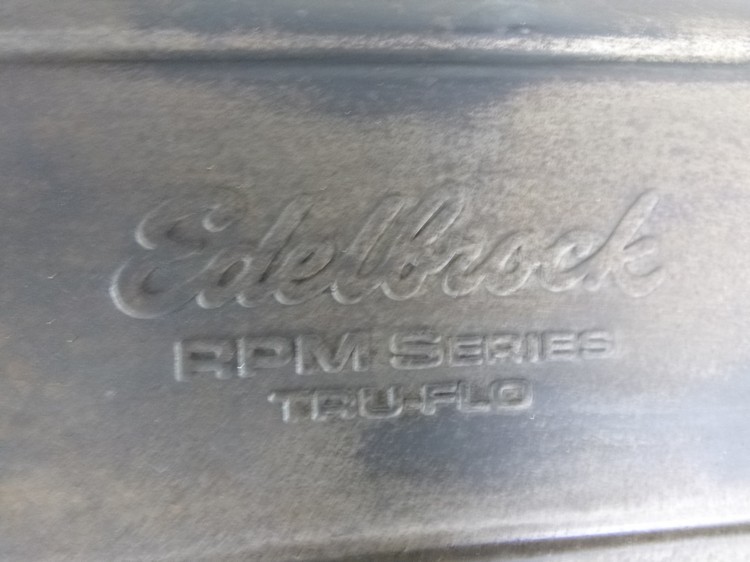 Edelbrock
RPM SERIES
TRU-FLO